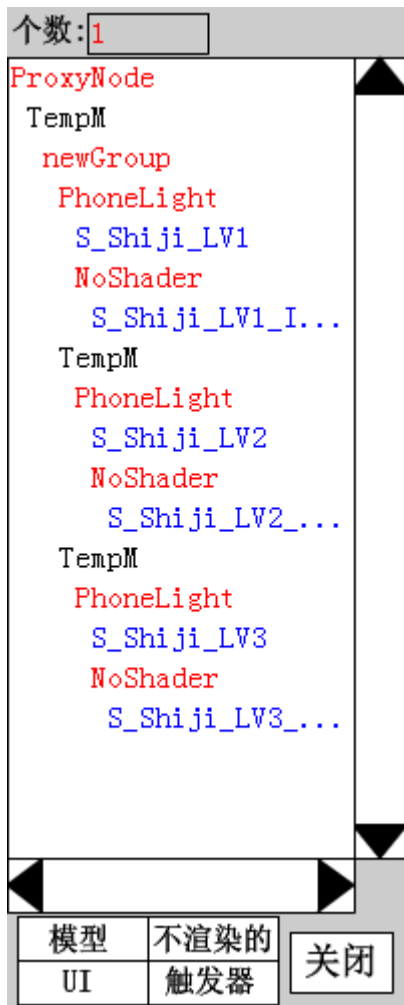 个数:1
ProxyNode
TempM
newGroup
PhoneLight
S_Shiji_LV1
NoShader
S_Shiji_LV1_I...
TempM
PhoneLight
S_Shiji_LV2
NoShader
S_Shiji_LV2_...
TempM
PhoneLight
S_Shiji_LV3
NoShader
S_Shiji_LV3_...
模型 不渲染的
UI 触发器 关闭